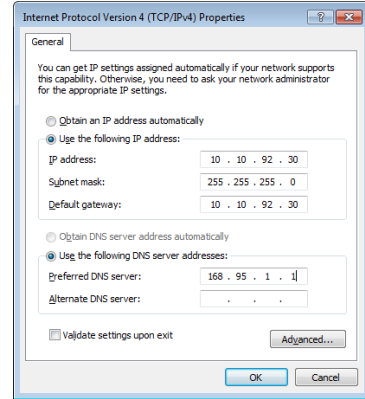 Internet Protocol Version 4 (TCP/IPv4) Properties
General
You can get IP settings assigned automatically if your network supports
this capability. Otherwise, you need to ask your network administrator
for the appropriate IP settings.
Obtain an IP address automatically
Use the following IP address:
IP address: 10 . 10 . 92 . 30
Subnet mask: 255 . 255 . 255 . 0
Default gateway: 10 . 10 . 92 . 30
Obtain DNS server address automatically
Use the following DNS server addresses:
Preferred DNS server: 168 . 95 . 1 . 1
Alternate DNS server: . . .
Validate settings upon exit
Advanced...
OK Cancel